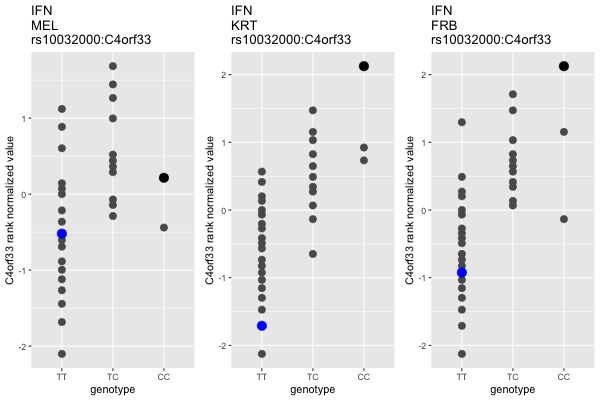 IFN
MEL
rs10032000:C4orf33
C4orf33 rank normalized value
1
0
-1
-2
TT TC CC
genotype
IFN
KRT
rs10032000:C4orf33
C4orf33 rank normalized value
2
1
0
-1
-2
TT TC CC
genotype
IFN
FRB
rs10032000:C4orf33
C4orf33 rank normalized value
2
1
0
-1
-2
TT TC CC
genotype